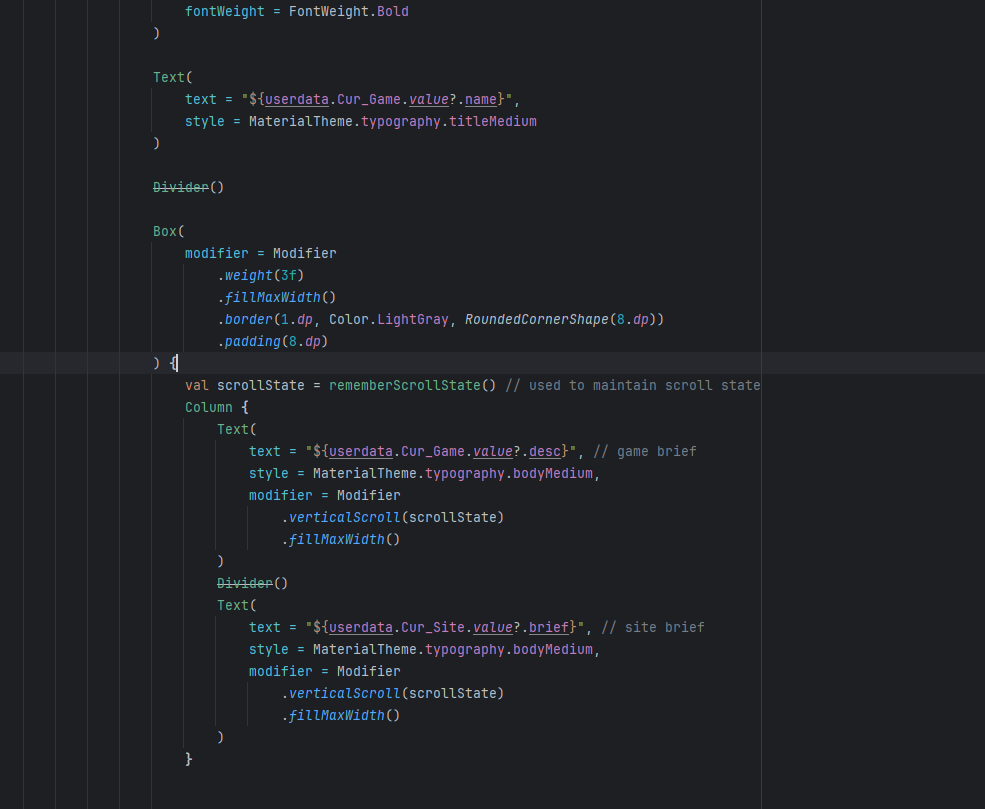 fontWeight = FontWeight.Bold
)
Text(
text = "${userdata.Cur_Game.value?.name}",
style = MaterialTheme.typography.titleMedium
)
Divider()
Box(
modifier = Modifier
.weight(3f)
.fillMaxWidth()
.border(1.dp, Color.LightGray, RoundedCornerShape(8.dp))
.padding(8.dp)
) {
val scrollState = rememberScrollState() // used to maintain scroll state
Column {
Text(
text = "${userdata.Cur_Game.value?.desc}", // game brief
style = MaterialTheme.typography.bodyMedium,
modifier = Modifier
.verticalScroll(scrollState)
.fillMaxWidth()
)
Divider()
Text(
text = "${userdata.Cur_Site.value?.brief}", // site brief
style = MaterialTheme.typography.bodyMedium,
modifier = Modifier
.verticalScroll(scrollState)
.fillMaxWidth()
)
}